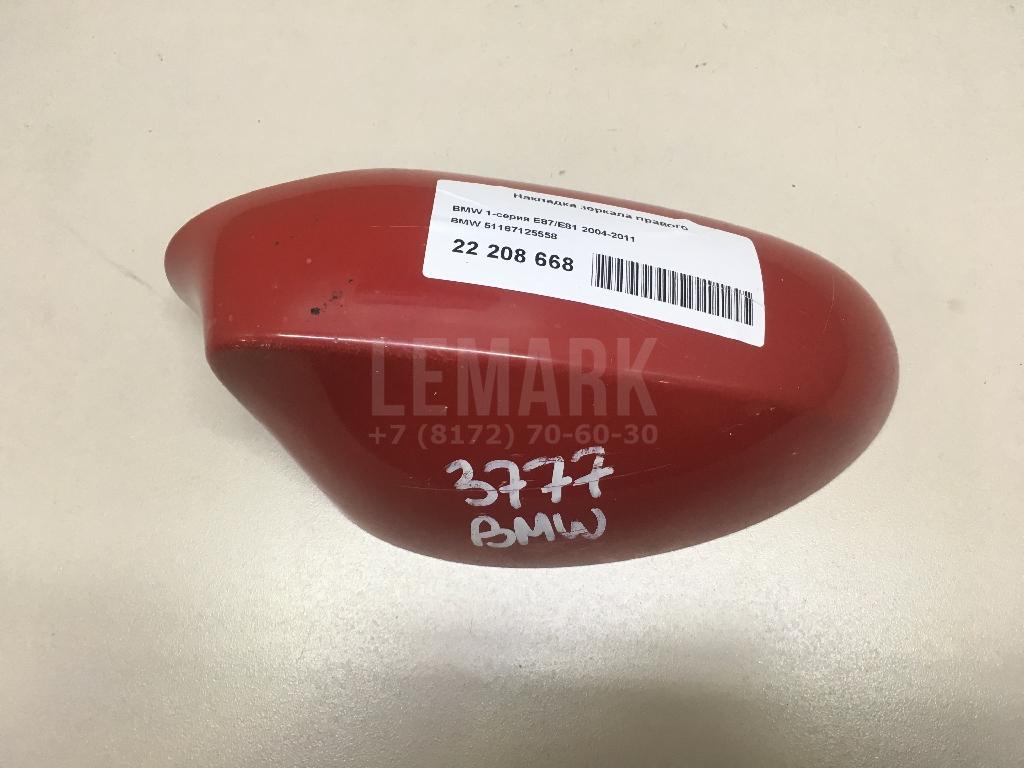 Накладка зеркала правого
BMW 1-серия E87/E81 2004-2011
BMW 51167125558
22 208 668
LEMARK
+7 (8172) 70-60-30
3777
BMW